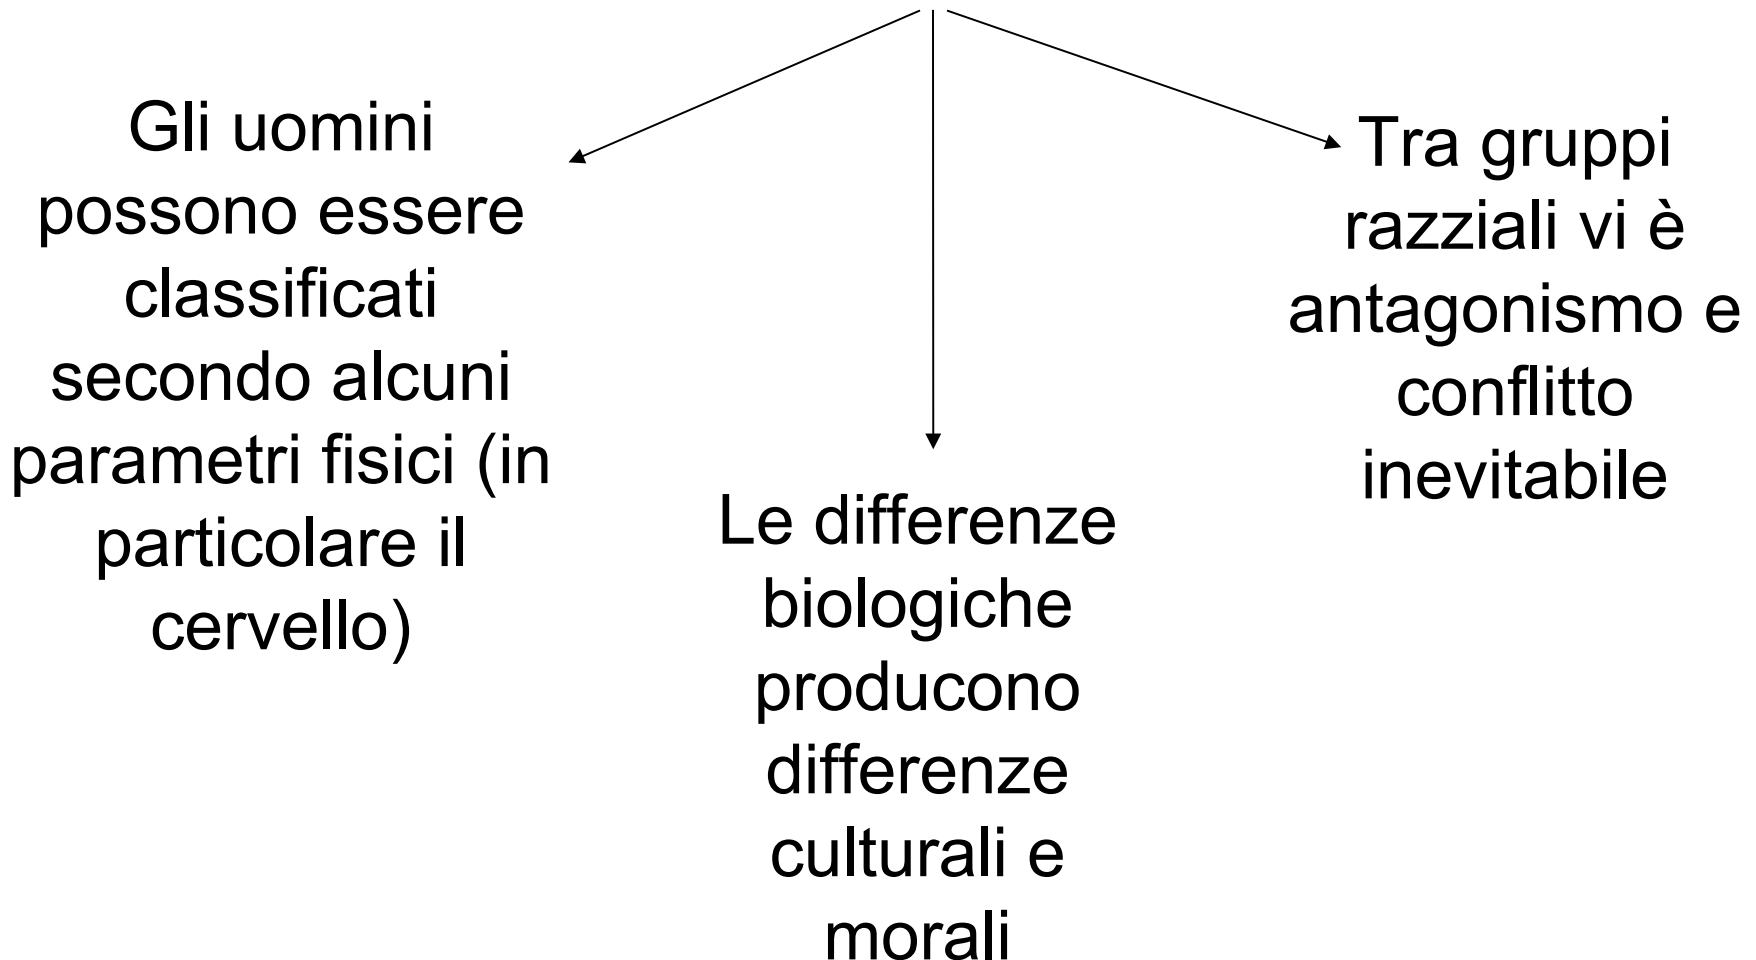 Gli uomini
possono essere
classificati
secondo alcuni
parametri fisici (in
particolare il
cervello)
Le differenze
biologiche
producono
differenze
culturali e
morali
Tra gruppi
razziali vi è
antagonismo e
conflitto
inevitabile